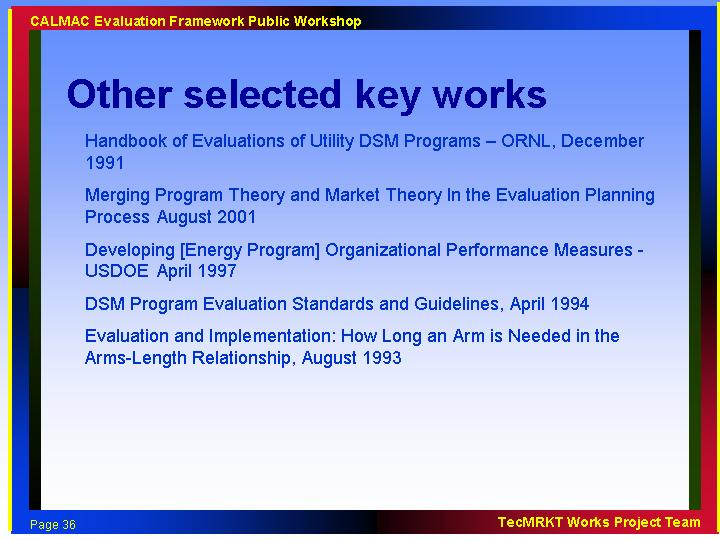 CALMAC Evaluation Framework Public Workshop
Other selected key works
Handbook of Evaluations of Utility DSM Programs – ORNL, December
1991
Merging Program Theory and Market Theory In the Evaluation Planning
Process August 2001
Developing [Energy Program] Organizational Performance Measures -
USDOE April 1997
DSM Program Evaluation Standards and Guidelines, April 1994
Evaluation and Implementation: How Long an Arm is Needed in the
Arms-Length Relationship, August 1993
Page 36
TecMRKT Works Project Team